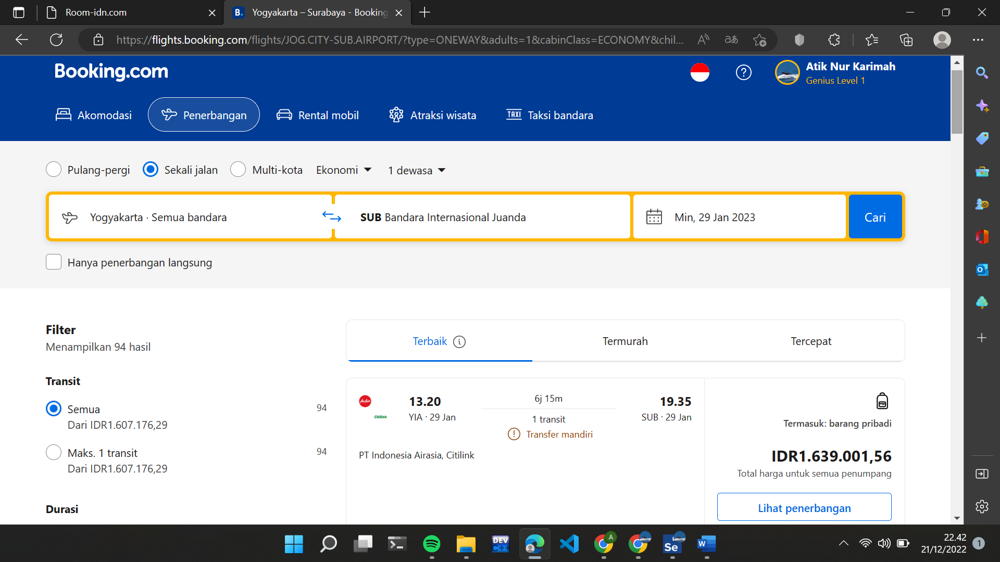 Room-idn.com
Yogyakarta – Surabaya - Booking
https://flights.booking.com/flights/JOG.CITY-SUB.AIRPORT/?type=ONEWAY&adults=1&cabinClass=ECONOMY&chil...
Booking.com
Atik Nur Karimah
Genius Level 1
Akomodasi
Penerbangan
Rental mobil
Atraksi wisata
TAXI
Taksi bandara
Pulang-pergi
Sekali jalan
Multi-kota
Ekonomi
1 dewasa
Yogyakarta · Semua bandara
SUB Bandara Internasional Juanda
Min, 29 Jan 2023
Cari
Hanya penerbangan langsung
Filter
Menampilkan 94 hasil
Transit
Semua
94
Dari IDR1.607.176,29
Maks. 1 transit
94
Dari IDR1.607.176,29
Durasi
Terbaik
Termurah
Tercepat
AirAsia
Citilink
13.20
YIA · 29 Jan
6j 15m
1 transit
Transfer mandiri
19.35
SUB · 29 Jan
PT Indonesia Airasia, Citilink
Termasuk: barang pribadi
IDR1.639.001,56
Total harga untuk semua penumpang
Lihat penerbangan
DEV
C++
A
Se
W
22.42
21/12/2022
1